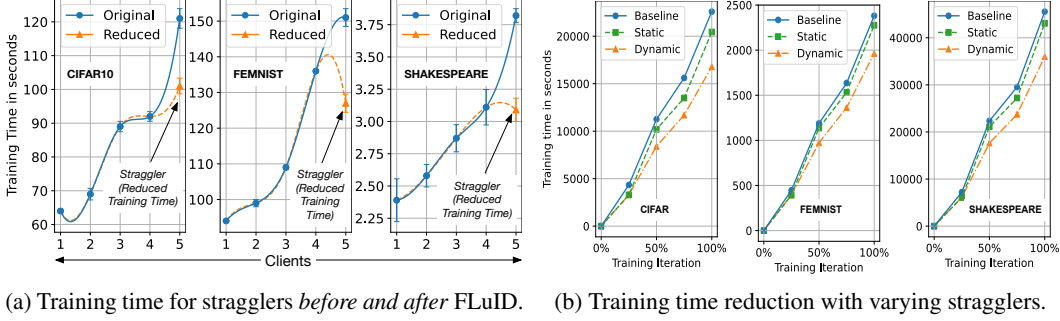 Training Time in seconds
120
110
100
90
80
70
60
Original
Reduced
CIFAR10
Straggler
(Reduced
Training Time)
1 2 3 4 5
150
140
130
120
110
100
Original
Reduced
FEMNIST
Straggler
(Reduced
Training
Time)
1 2 3 4 5
3.75
3.50
3.25
3.00
2.75
2.50
2.25
Original
Reduced
SHAKESPEARE
Straggler
(Reduced
Training Time)
1 2 3 4 5
Clients
(a) Training time for stragglers before and after FLuID.
Training time in seconds
20000
15000
10000
5000
0
Baseline
Static
Dynamic
CIFAR
0% 50% 100%
Training Iteration
2500
2000
1500
1000
500
0
Baseline
Static
Dynamic
FEMNIST
0% 50% 100%
Training Iteration
40000
20000
0
Baseline
Static
Dynamic
SHAKESPEARE
0% 50% 100%
Training Iteration
(b) Training time reduction with varying stragglers.